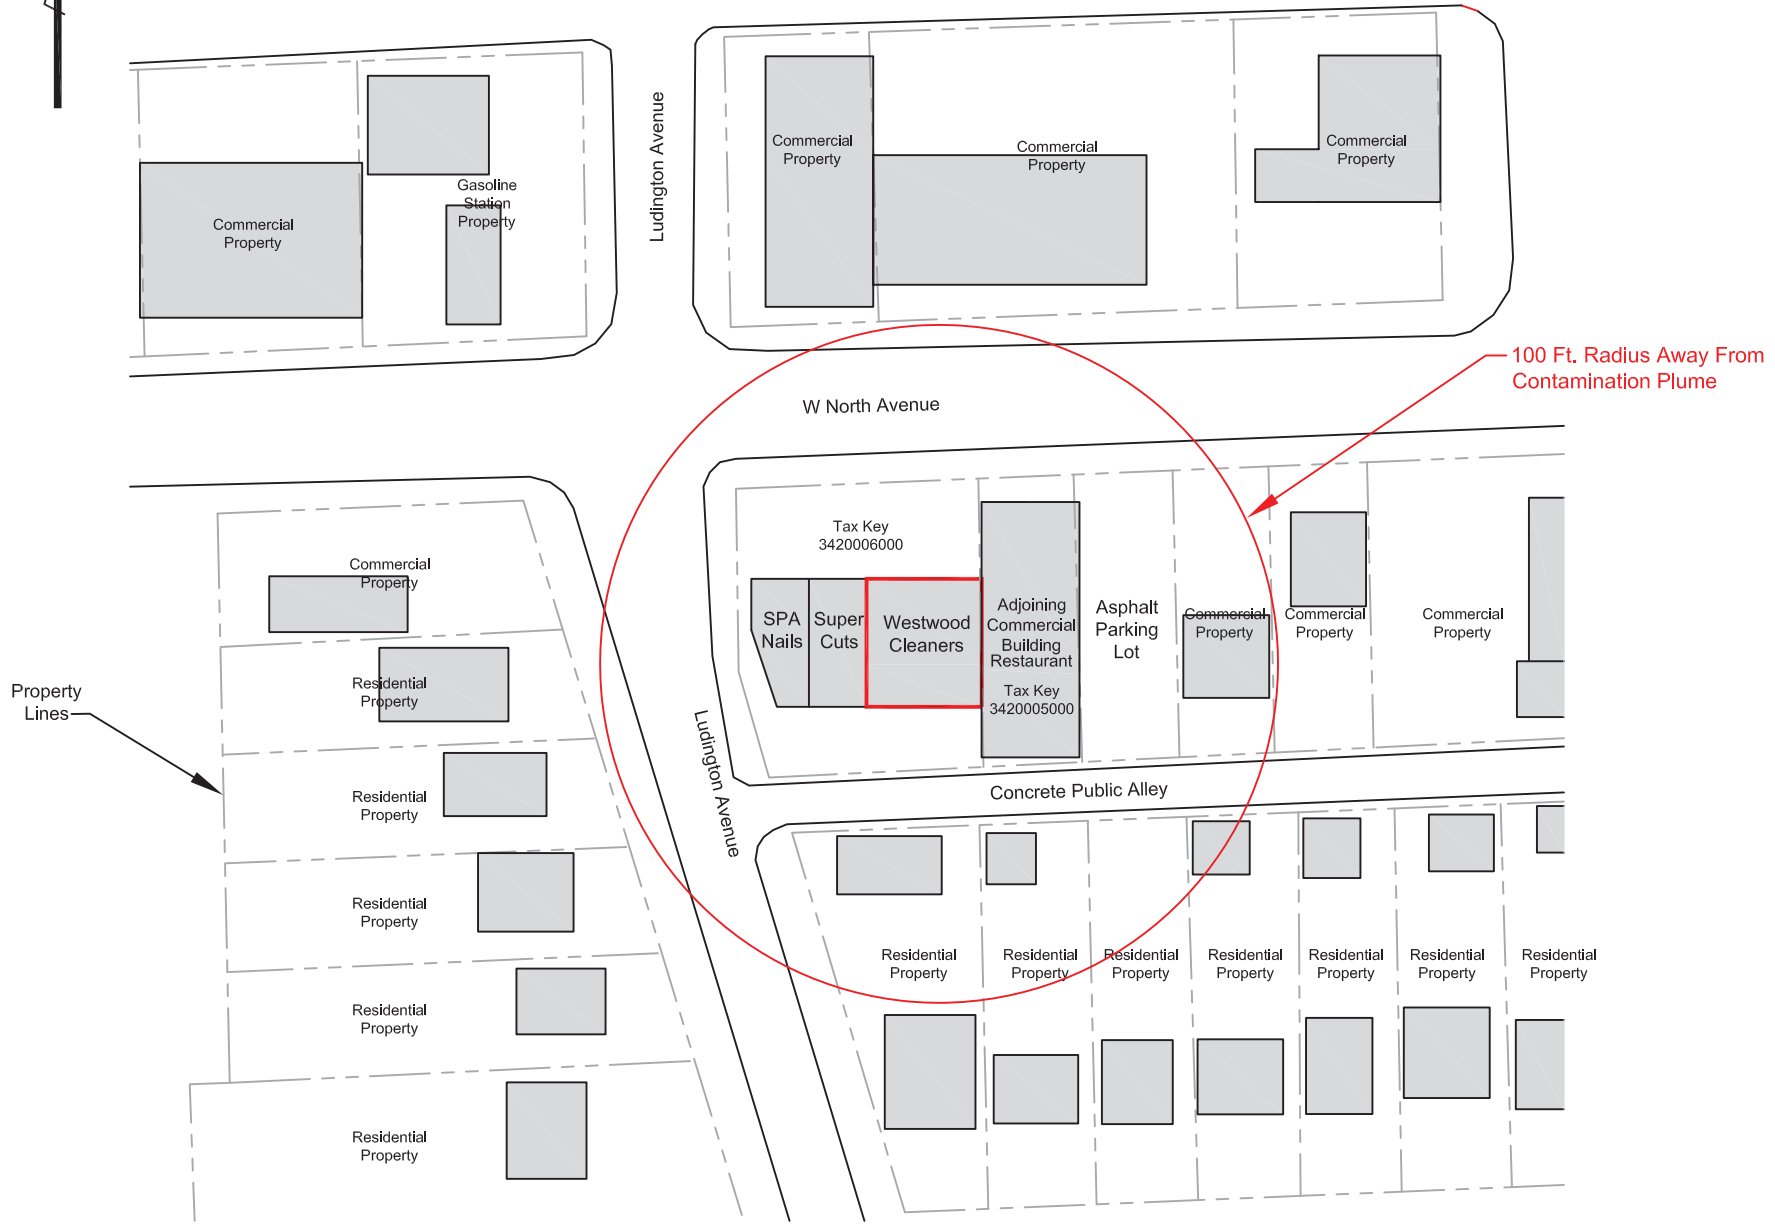 Ludington Avenue
Commercial
Property
Commercial
Property
Commercial
Property
Gasoline
Station
Property
Commercial
Property
100 Ft. Radius Away From
Contamination Plume
W North Avenue
Tax Key
3420006000
Commercial
Property
SPA
Nails
Super
Cuts
Westwood
Cleaners
Adjoining
Commercial
Building
Restaurant
Tax Key
3420005000
Asphalt
Parking
Lot
Commercial
Property
Commercial
Property
Commercial
Property
Property
Lines
Residential
Property
Ludington Avenue
Concrete Public Alley
Residential
Property
Residential
Property
Residential
Property
Residential
Property
Residential
Property
Residential
Property
Residential
Property
Residential
Property
Residential
Property
Residential
Property
Residential
Property